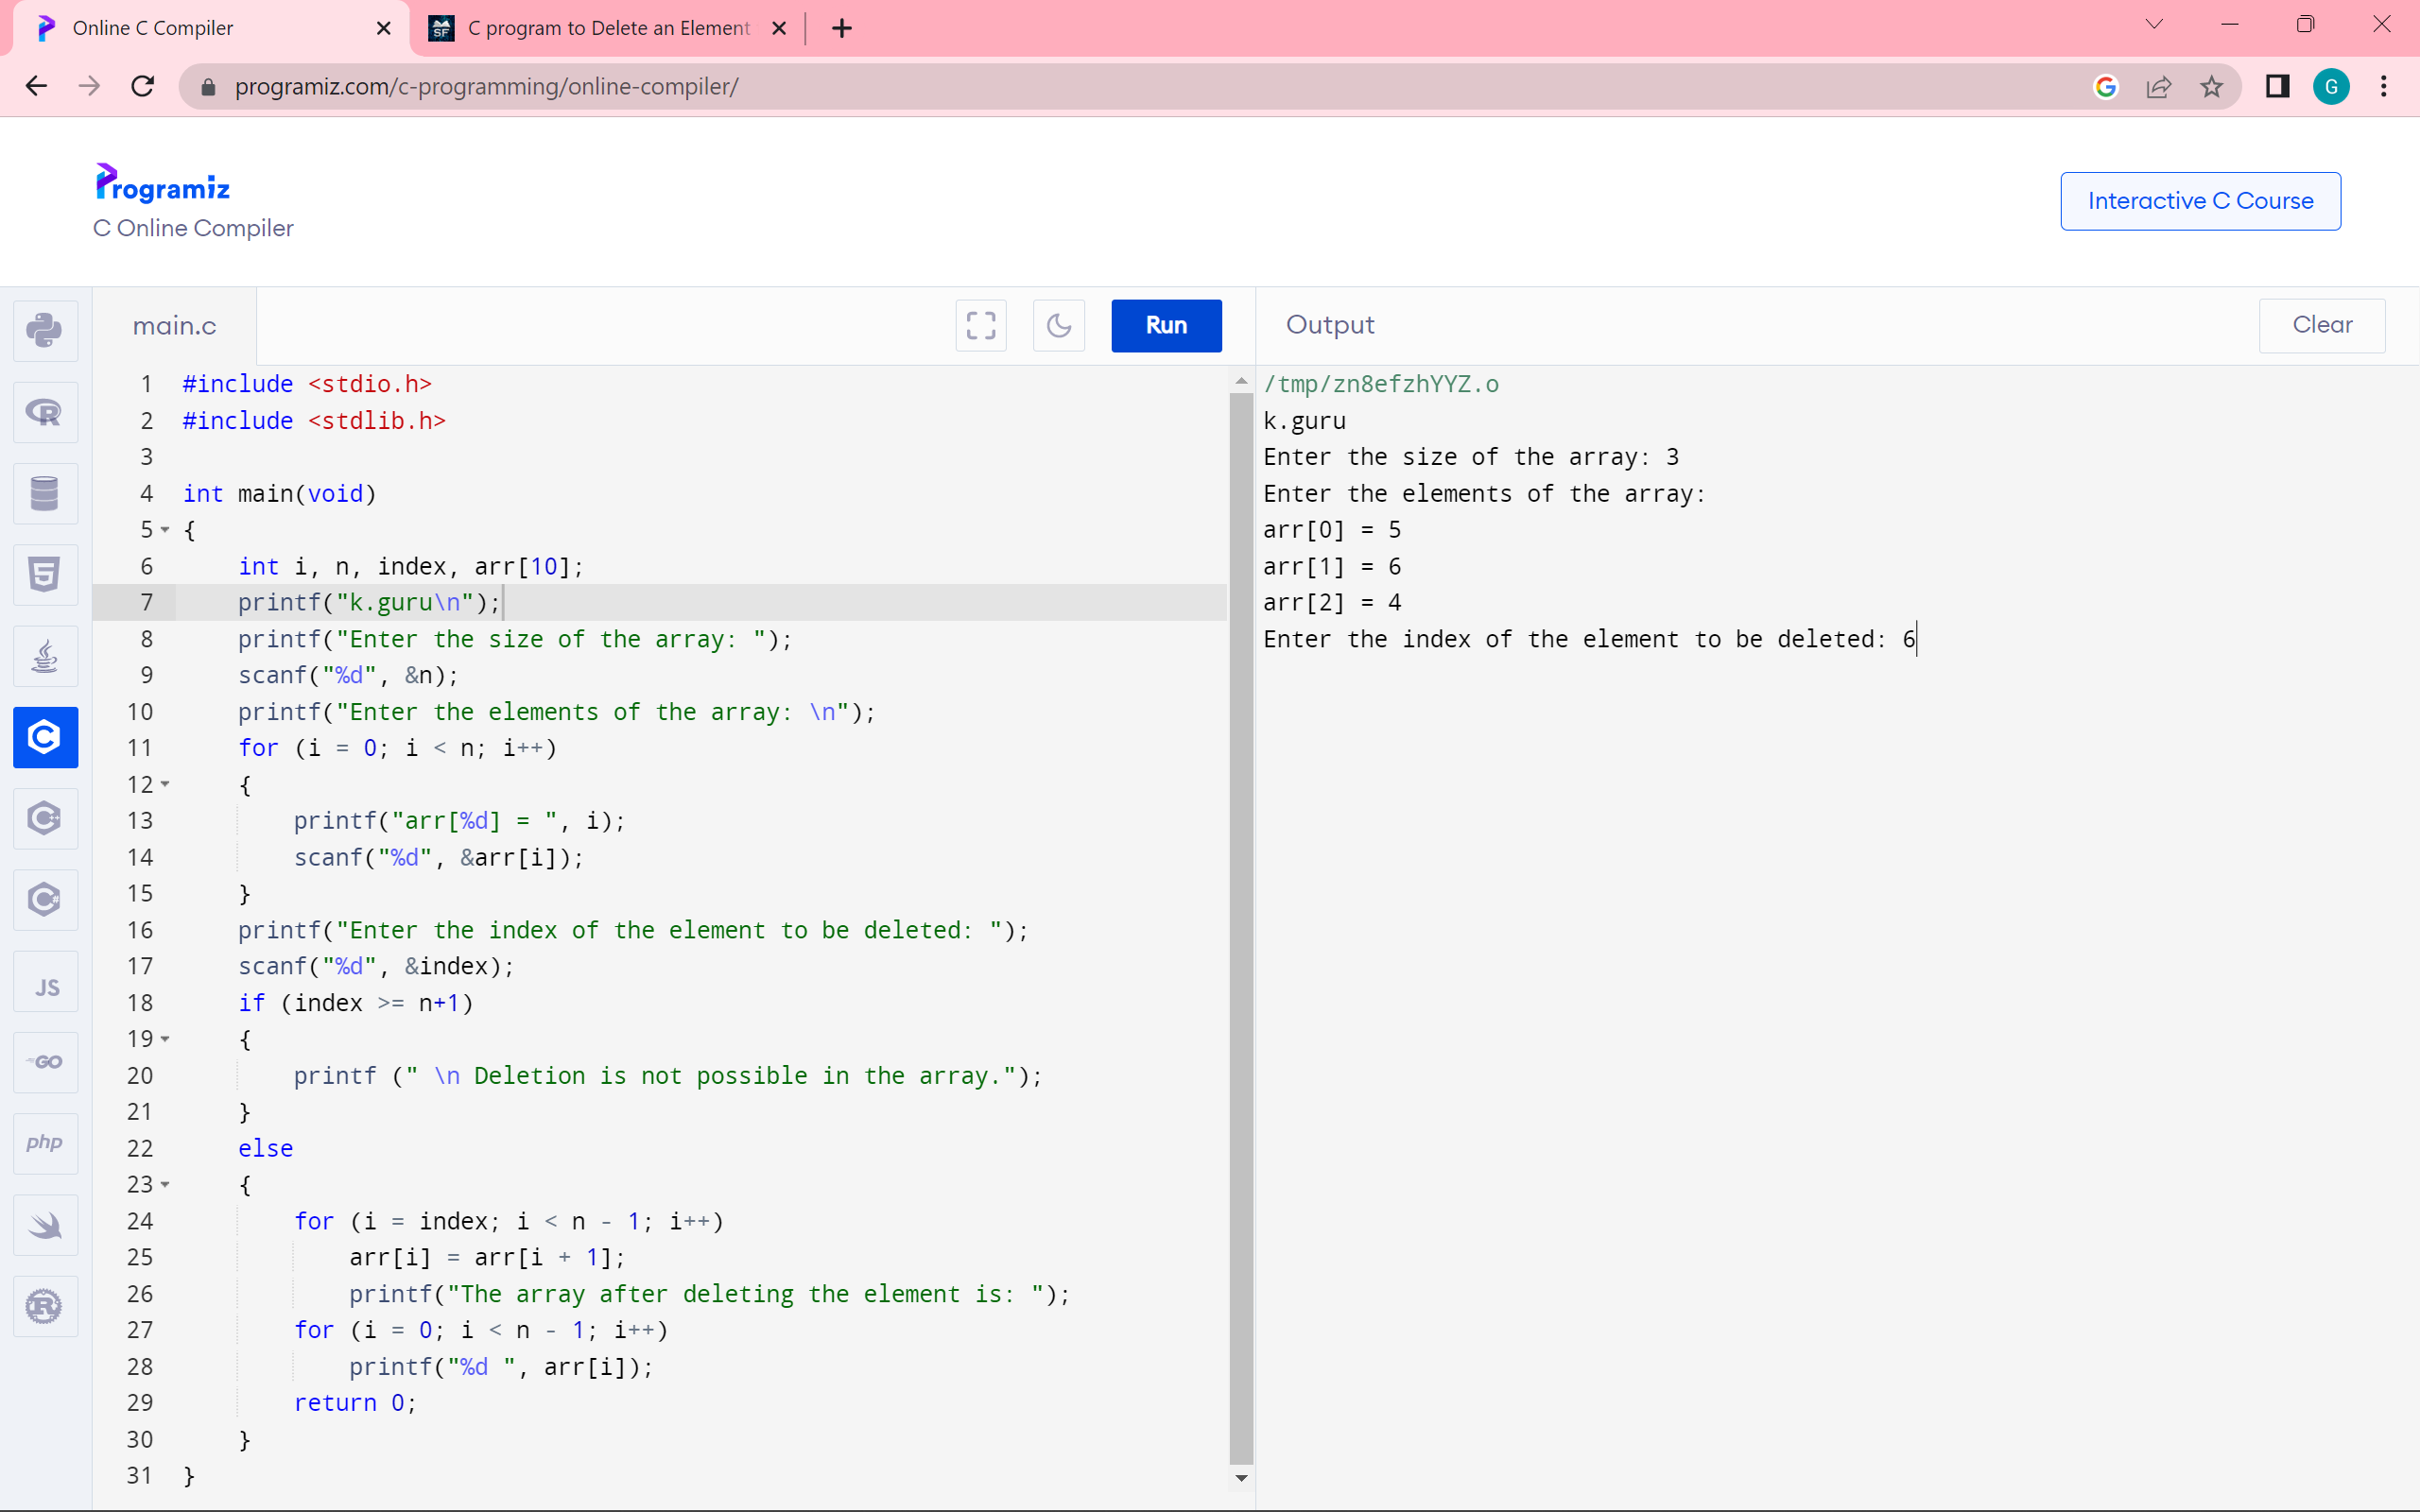 Online C Compiler
C program to Delete an Element
programiz.com/c-programming/online-compiler/
G
Programiz
C Online Compiler
Interactive C Course
main.c
Run
Output
Clear
1 #include <stdio.h>
2 #include <stdlib.h>
3
4 int main(void)
5 {
6 int i, n, index, arr[10];
7 printf("k.guru\n");
8 printf("Enter the size of the array: ");
9 scanf("%d", &n);
10 printf("Enter the elements of the array: \n");
11 for (i = 0; i < n; i++)
12 {
13 printf("arr[%d] = ", i);
14 scanf("%d", &arr[i]);
15 }
16 printf("Enter the index of the element to be deleted: ");
17 scanf("%d", &index);
18 if (index >= n+1)
19 {
20 printf (" \n Deletion is not possible in the array.");
21 }
22 else
23 {
24 for (i = index; i < n - 1; i++)
25 arr[i] = arr[i + 1];
26 printf("The array after deleting the element is: ");
27 for (i = 0; i < n - 1; i++)
28 printf("%d ", arr[i]);
29 return 0;
30 }
31 }
/tmp/zn8efzhYYZ.o
k.guru
Enter the size of the array: 3
Enter the elements of the array:
arr[0] = 5
arr[1] = 6
arr[2] = 4
Enter the index of the element to be deleted: 6
R
5
C
C++
C#
JS
GO
php
R
SF